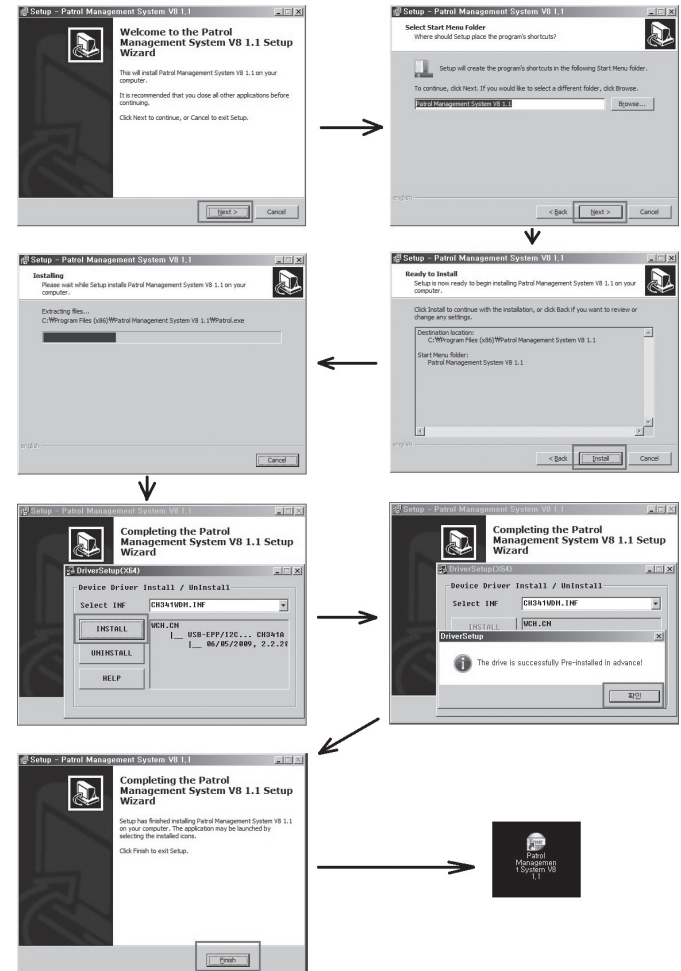 Setup - Patrol Management System V8 1.1
Welcome to the Patrol
Management System V8 1.1 Setup
Wizard
This will install Patrol Management System V8 1.1 on your
computer.
It is recommended that you close all other applications before
continuing.
Click Next to continue, or Cancel to exit Setup.
Next >
Cancel
Setup - Patrol Management System V8 1.1
Select Start Menu Folder
Where should Setup place the program's shortcuts?
Setup will create the program's shortcuts in the following Start Menu folder.
To continue, click Next. If you would like to select a different folder, click Browse.
Patrol Management System V8 1.1
Browse...
english
< Back
Next >
Cancel
Setup - Patrol Management System V8 1.1
Ready to Install
Setup is now ready to begin installing Patrol Management System V8 1.1 on your
computer.
Click Install to continue with the installation, or click Back if you want to review or
change any settings.
Destination location:
C:₩Program Files (x86)₩Patrol Management System V8 1.1
Start Menu folder:
Patrol Management System V8 1.1
english
< Back
Install
Cancel
Setup - Patrol Management System V8 1.1
Installing
Please wait while Setup installs Patrol Management System V8 1.1 on your
computer.
Extracting files...
C:₩Program Files (x86)₩Patrol Management System V8 1.1₩Patrol.exe
english
Cancel
Setup - Patrol Management System V8 1.1
Completing the Patrol
Management System V8 1.1 Setup
Wizard
DriverSetup(X64)
Device Driver Install / UnInstall
Select INF
CH341WDM.INF
INSTALL
WCH.CN
|__ USB-EPP/I2C... CH341A
|__ 06/05/2009, 2.2.20
UNINSTALL
HELP
Setup - Patrol Management System V8 1.1
Completing the Patrol
Management System V8 1.1 Setup
Wizard
DriverSetup(X64)
Device Driver Install / UnInstall
Select INF
CH341WDM.INF
INSTALL
WCH.CN
DriverSetup
The drive is successfully Pre-installed in advance!
확인
Setup - Patrol Management System V8 1.1
Completing the Patrol
Management System V8 1.1 Setup
Wizard
Setup has finished installing Patrol Management System V8 1.1
on your computer. The application may be launched by
selecting the installed icons.
Click Finish to exit Setup.
Finish
Patrol
Managemen
t System V8
1,1